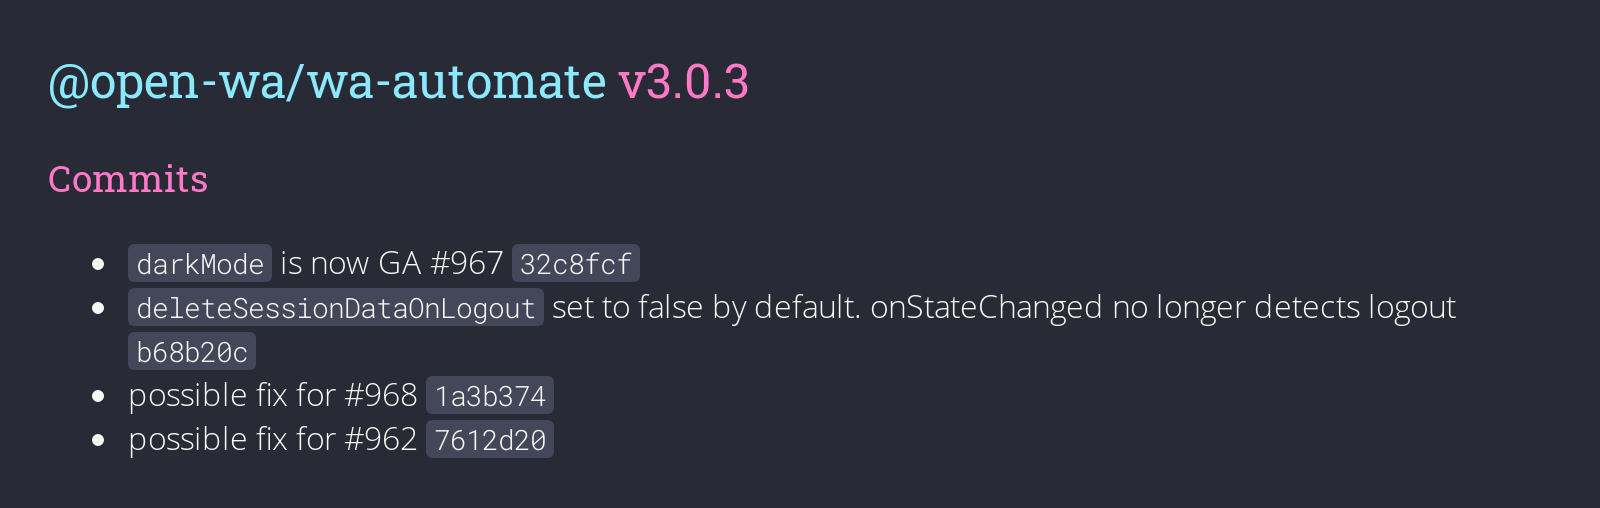 @open-wa/wa-automate v3.0.3
Commits
darkMode is now GA #967 32c8fcf
deleteSessionDataOnLogout set to false by default. onStateChanged no longer detects logout
b68b20c
possible fix for #968 1a3b374
possible fix for #962 7612d20